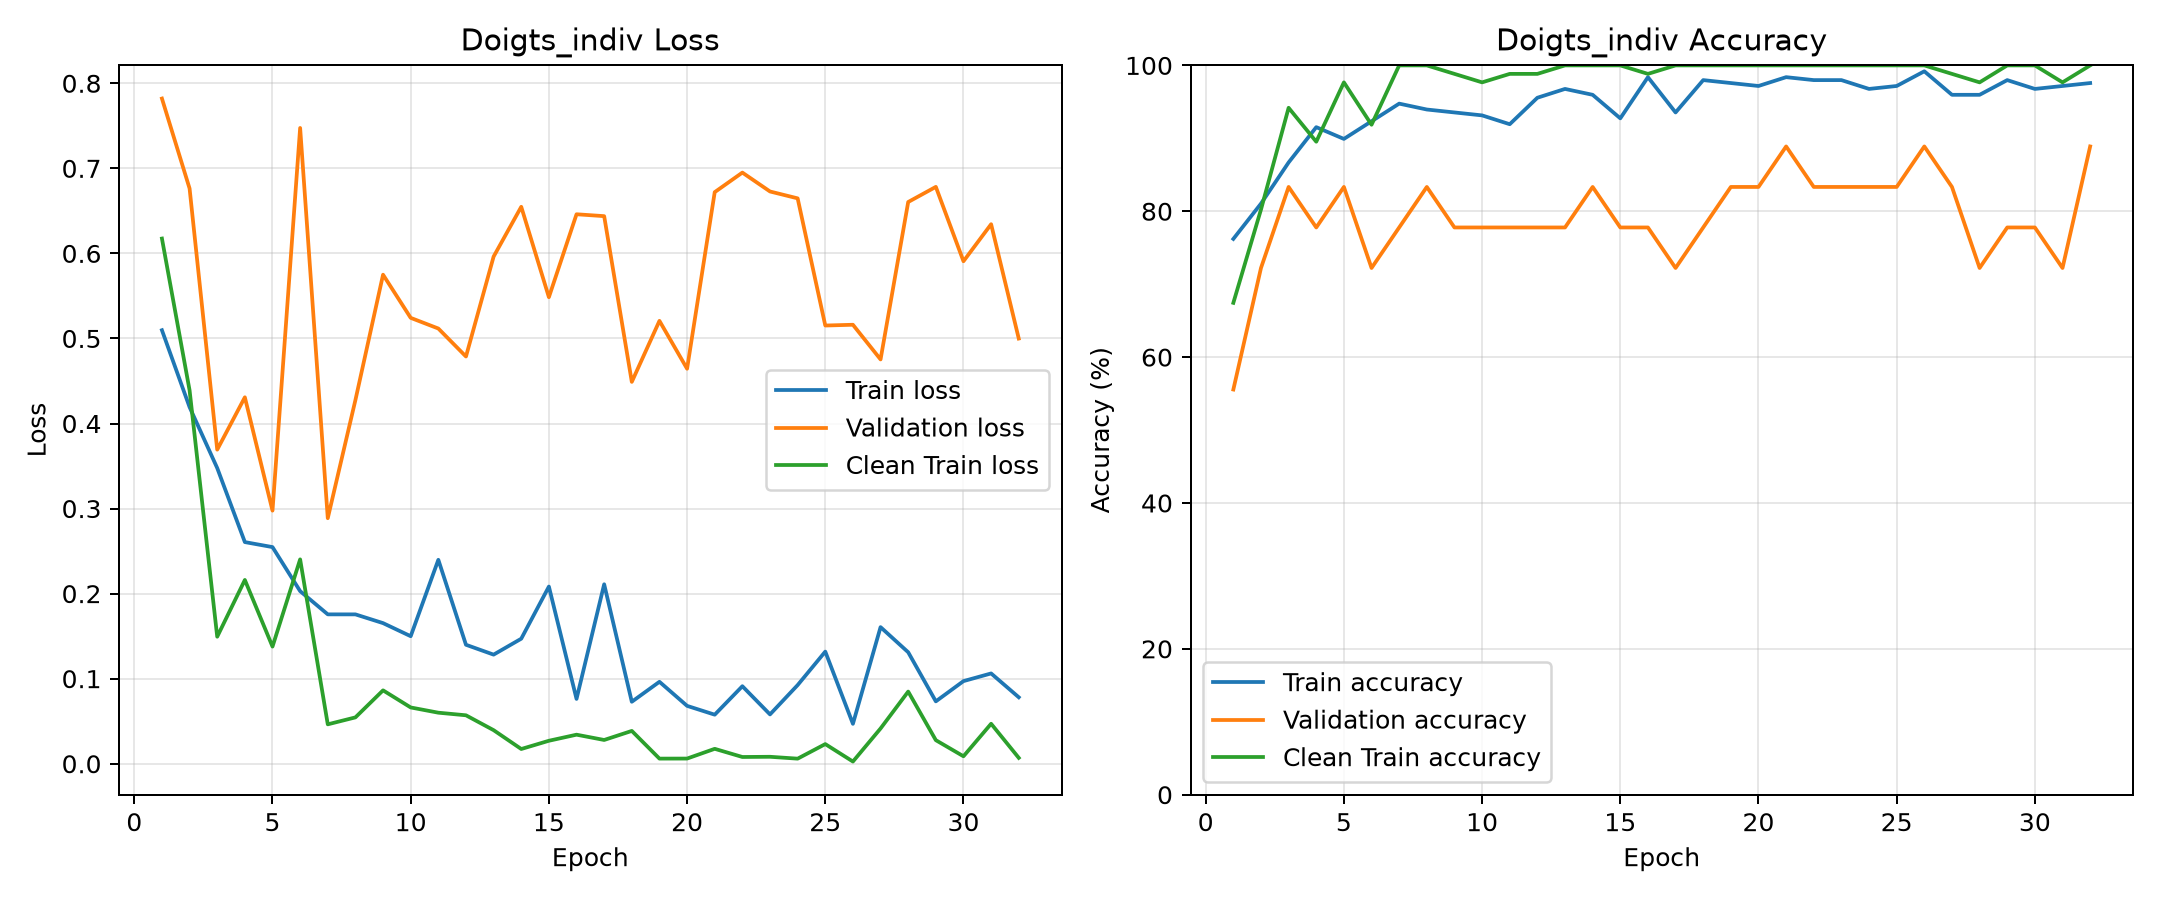 Doigts_indiv Loss
Loss
0.8
0.7
0.6
0.5
0.4
0.3
0.2
0.1
0.0
Train loss
Validation loss
Clean Train loss
0 5 10 15 20 25 30
Epoch
Doigts_indiv Accuracy
Accuracy (%)
100
80
60
40
20
0
Train accuracy
Validation accuracy
Clean Train accuracy
0 5 10 15 20 25 30
Epoch